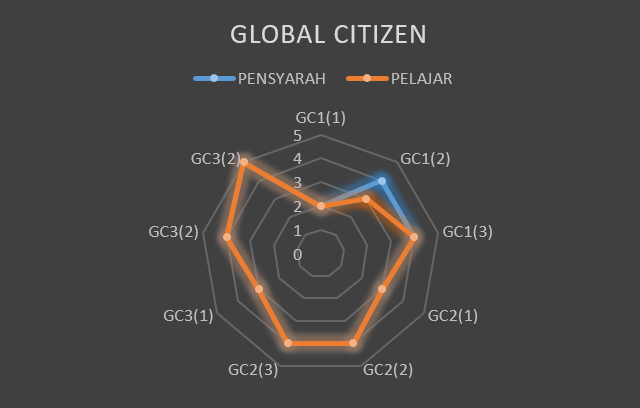 GLOBAL CITIZEN
PENSYARAH PELAJAR
GC1(1)
5
GC3(2) 4 GC1(2)
3
2
GC3(2) GC1(3)
1
0
GC3(1) GC2(1)
GC2(3) GC2(2)